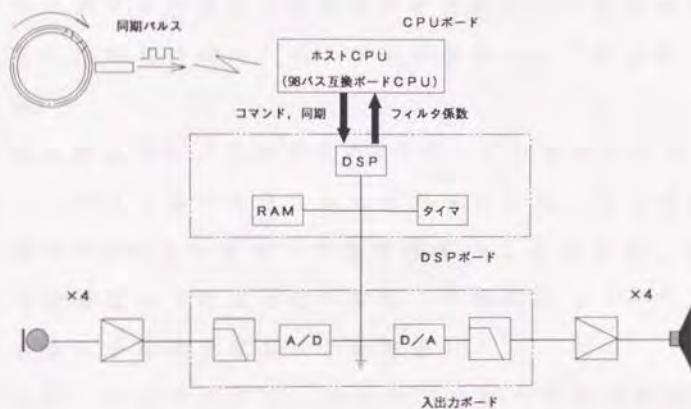 CPUボード
同期パルス
ホストCPU
(98バス互換ボードCPU)
コマンド,同期
フィルタ係数
DSP
RAM
タイマ
DSPボード
×4
×4
A/D
D/A
入出力ボード